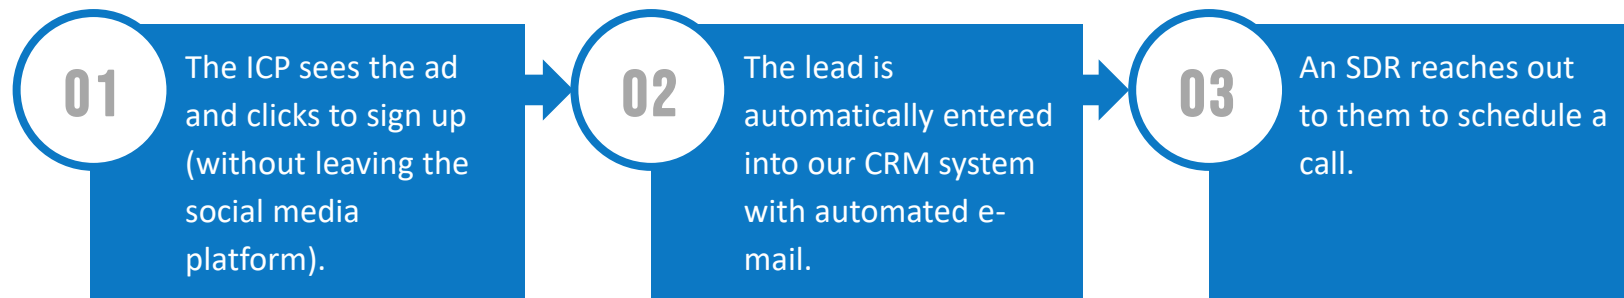 01
The ICP sees the ad
and clicks to sign up
(without leaving the
social media
platform).
02
The lead is
automatically entered
into our CRM system
with automated e-
mail.
03
An SDR reaches out
to them to schedule a
call.